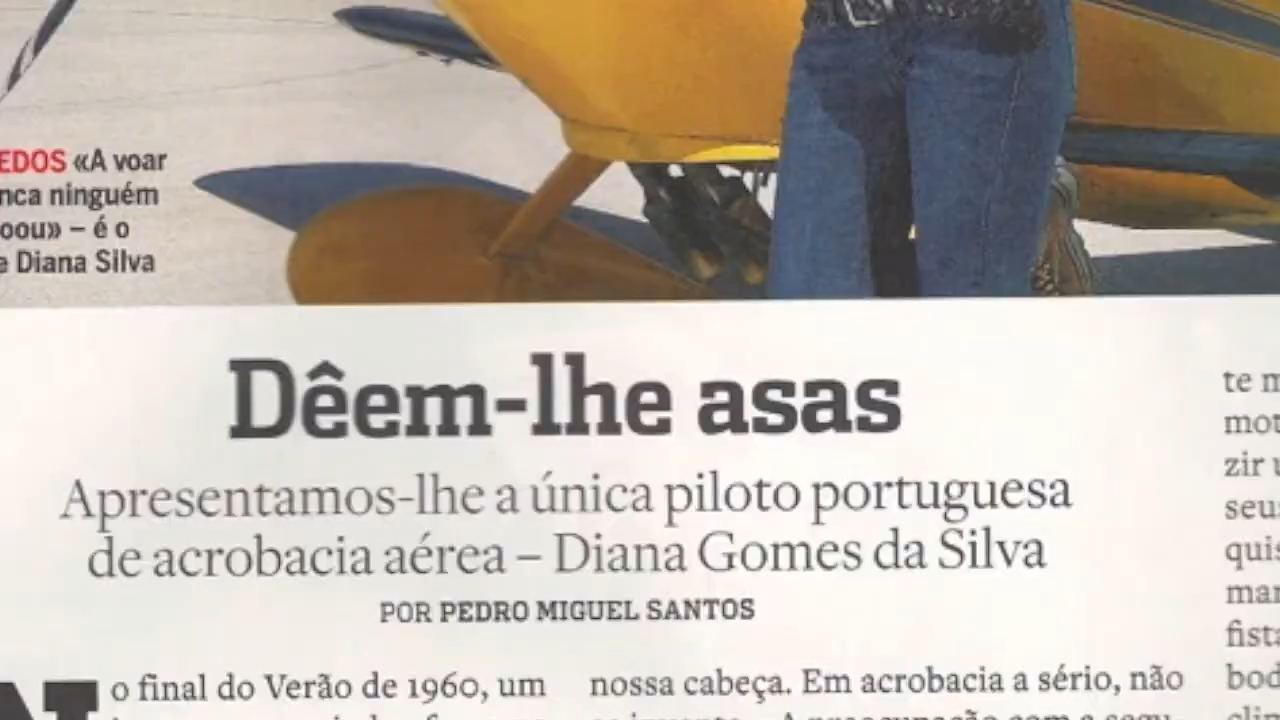 EDOS «A voar
nca ninguém
oou» – é o
e Diana Silva
Dêem-lhe asas
Apresentamos-lhe a única piloto portuguesa
de acrobacia aérea – Diana Gomes da Silva
POR PEDRO MIGUEL SANTOS
No final do Verão de 1960, um
nossa cabeça. Em acrobacia a sério, não
te m
mot
zir u
seu
quis
man
fista
bod